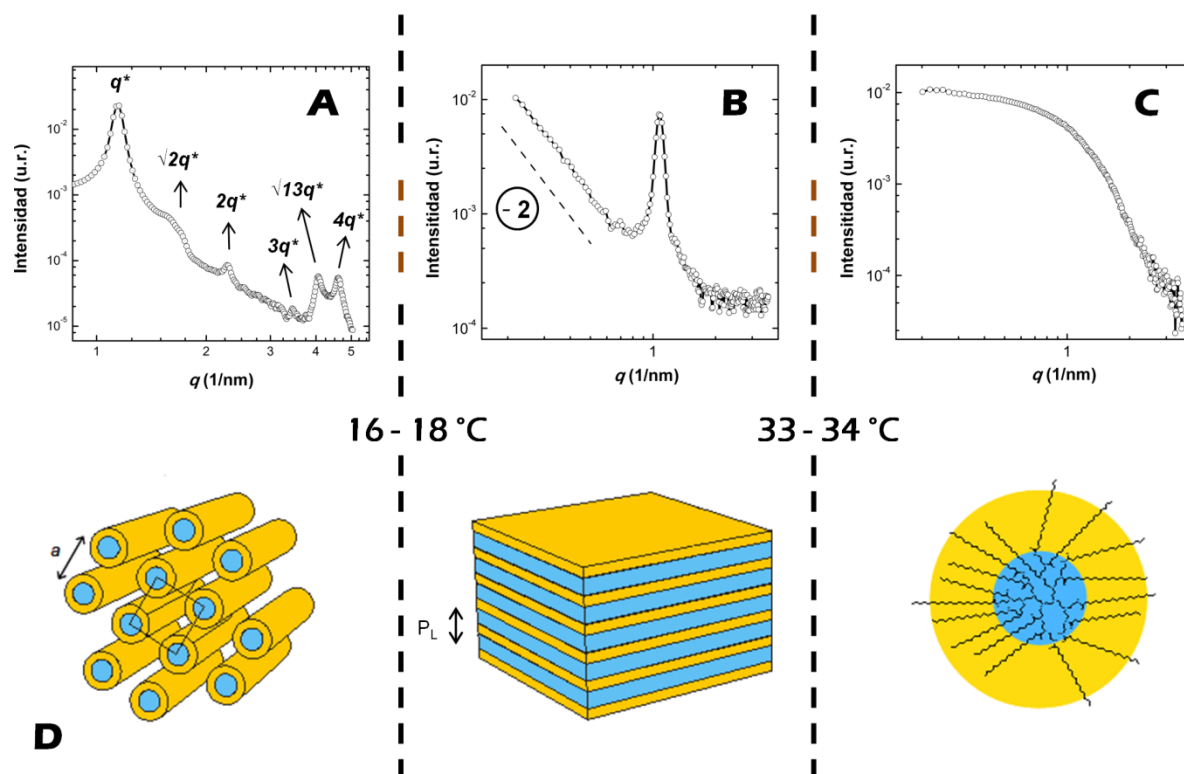 A
q*
√2q*
2q*
3q*
√13q*
4q*
Intensidad (u.r.)
10⁻²
10⁻³
10⁻⁴
10⁻⁵
1 2 3 4 5
q (1/nm)
B
- 2
Intensitidad (u.r.)
10⁻²
10⁻³
10⁻⁴
1
q (1/nm)
C
Intensitidad (u.r.)
10⁻²
10⁻³
10⁻⁴
1
q (1/nm)
16 - 18 °C
33 - 34 °C
a
P_L
D